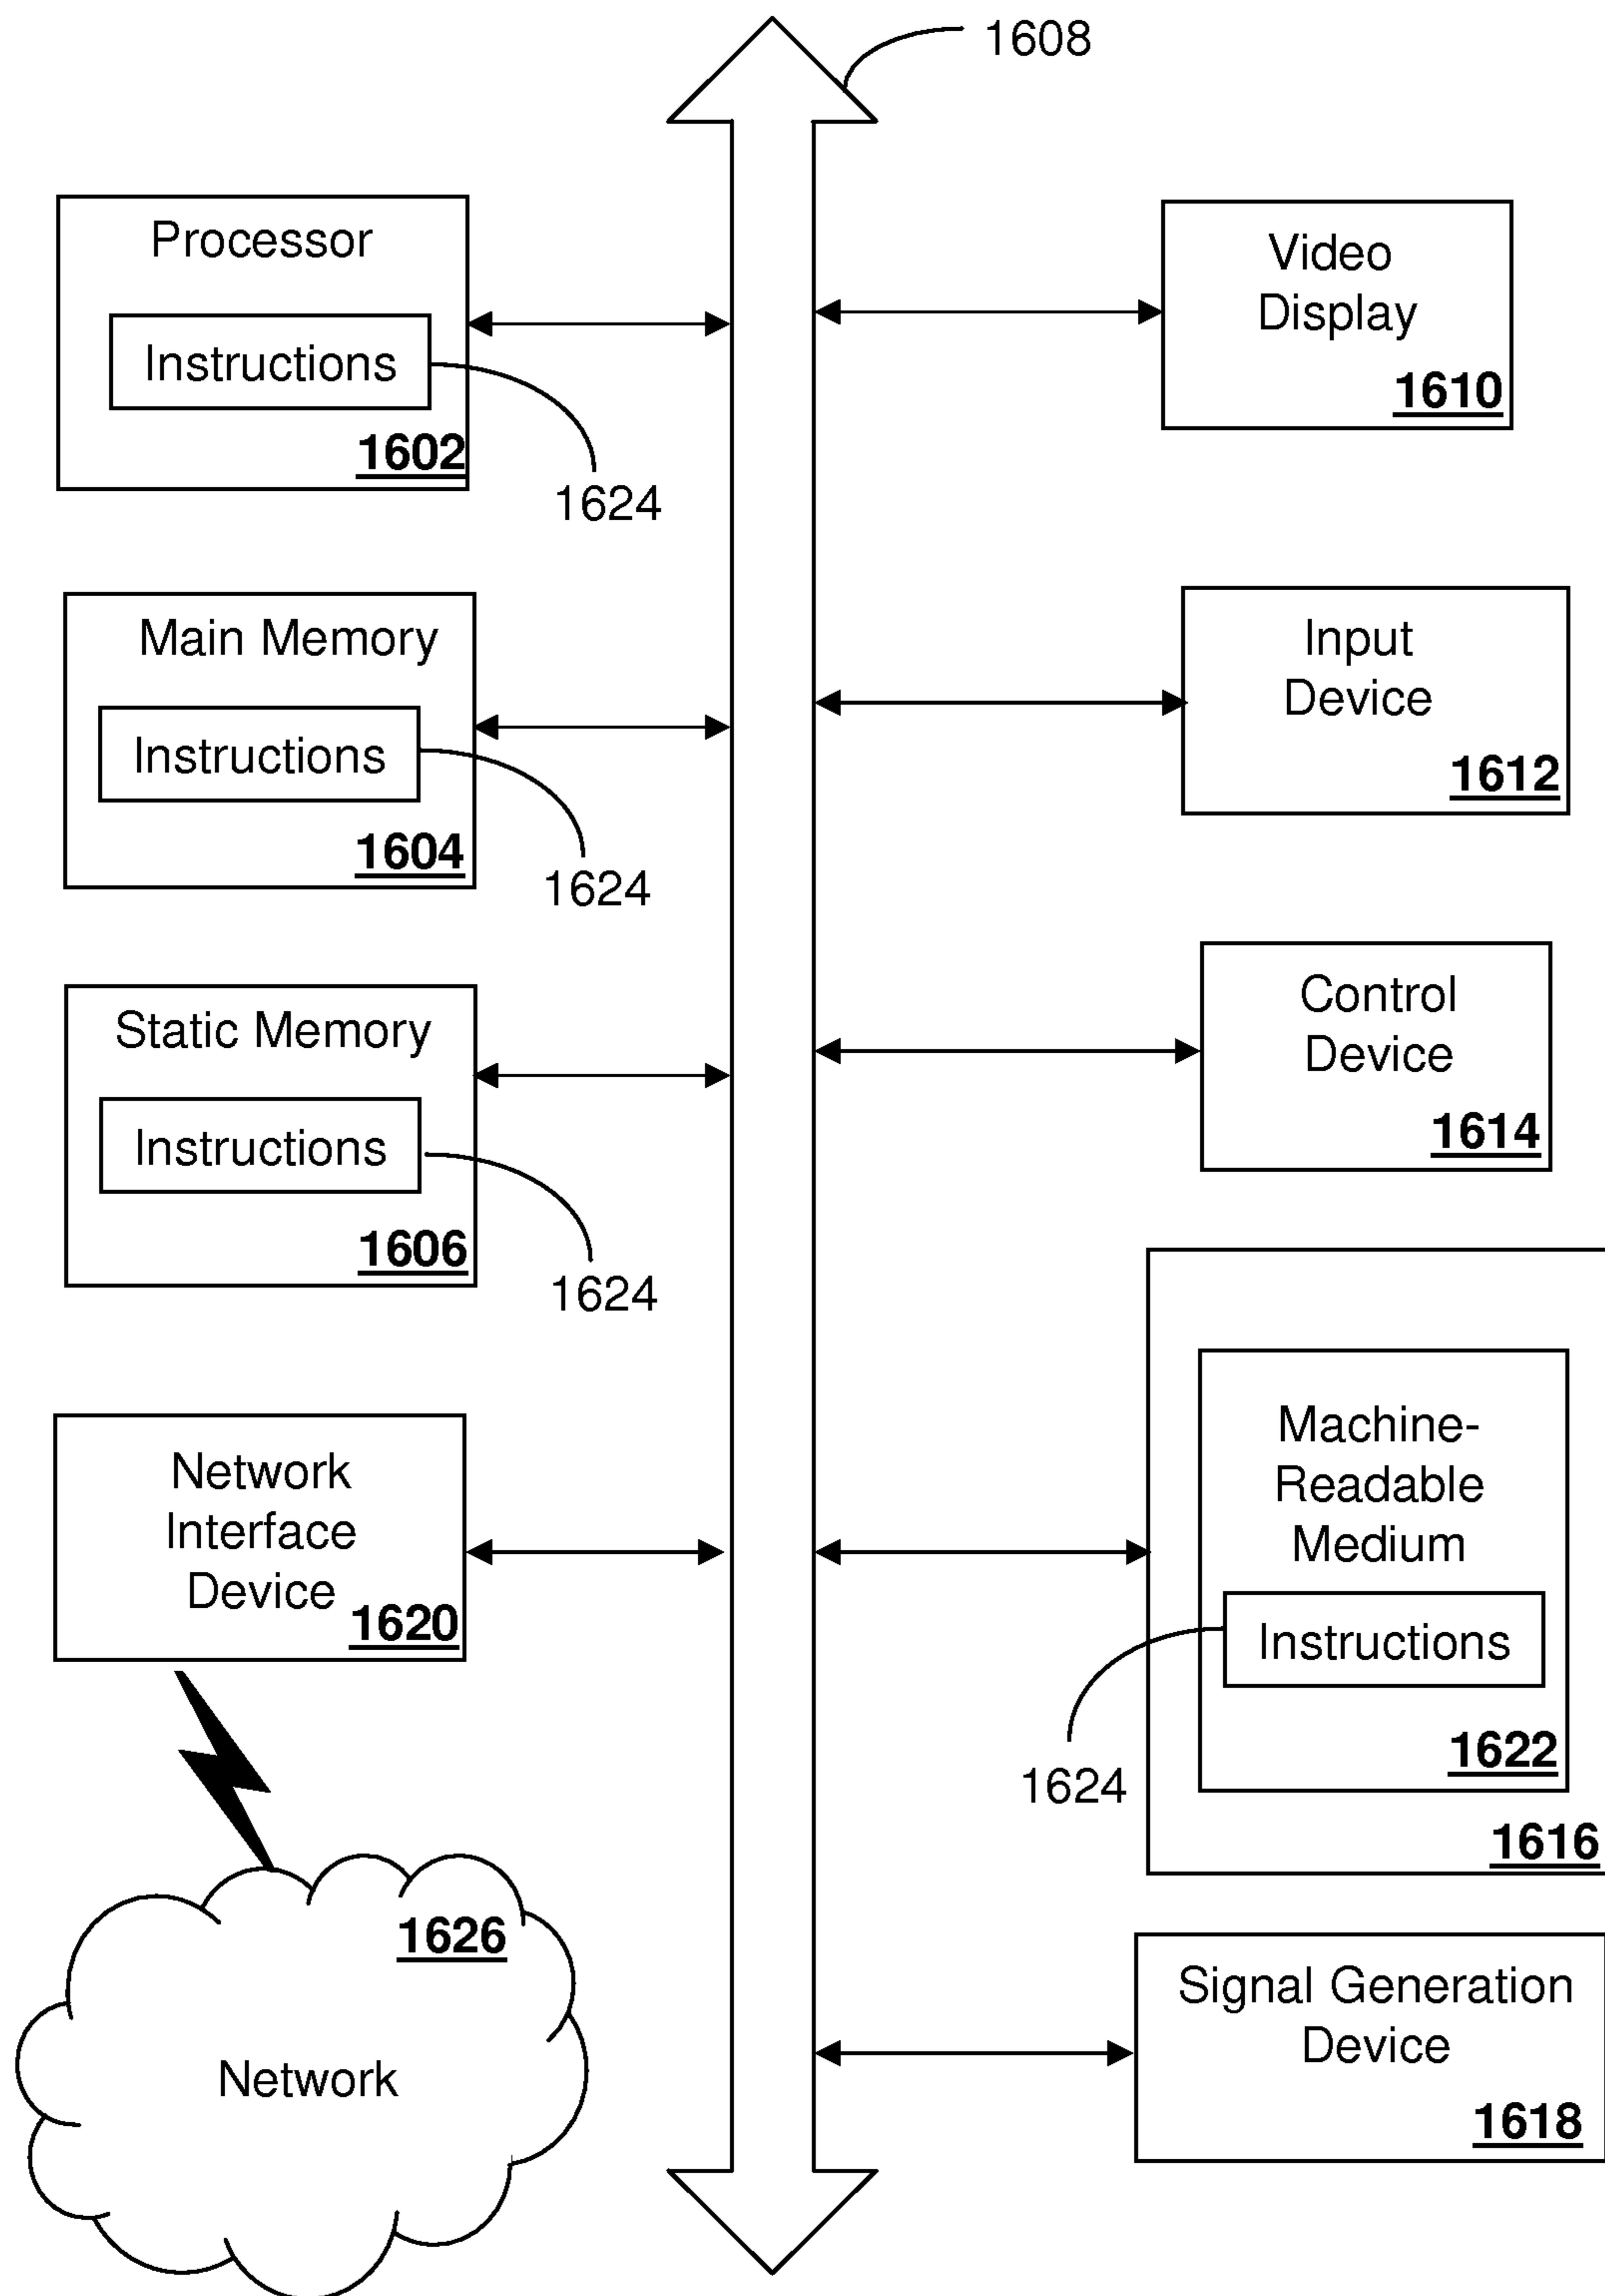 1608
Processor
Instructions
1602
1624
Main Memory
Instructions
1604
1624
Static Memory
Instructions
1606
1624
Network
Interface
Device
1620
1626
Network
Video
Display
1610
Input
Device
1612
Control
Device
1614
Machine-
Readable
Medium
Instructions
1622
1624
1616
Signal Generation
Device
1618